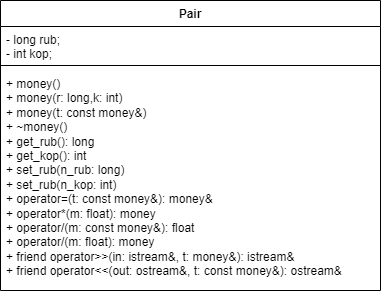 Pair
- long rub;
- int kop;
+ money()
+ money(r: long,k: int)
+ money(t: const money&)
+ ~money()
+ get_rub(): long
+ get_kop(): int
+ set_rub(n_rub: long)
+ set_rub(n_kop: int)
+ operator=(t: const money&): money&
+ operator*(m: float): money
+ operator/(m: const money&): float
+ operator/(m: float): money
+ friend operator>>(in: istream&, t: money&): istream&
+ friend operator<<(out: ostream&, t: const money&): ostream&